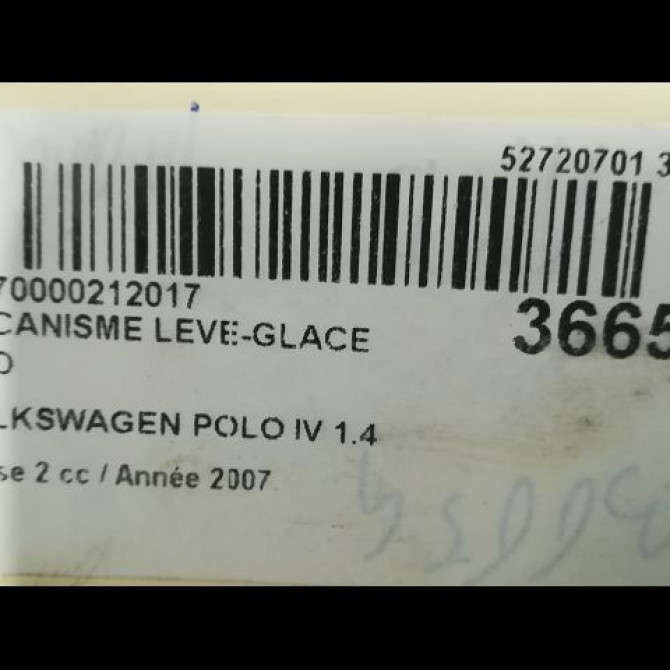 52720701 3
70000212017
3665
CANISME LEVE-GLACE
D
LKSWAGEN POLO IV 1.4
se 2 cc / Année 2007